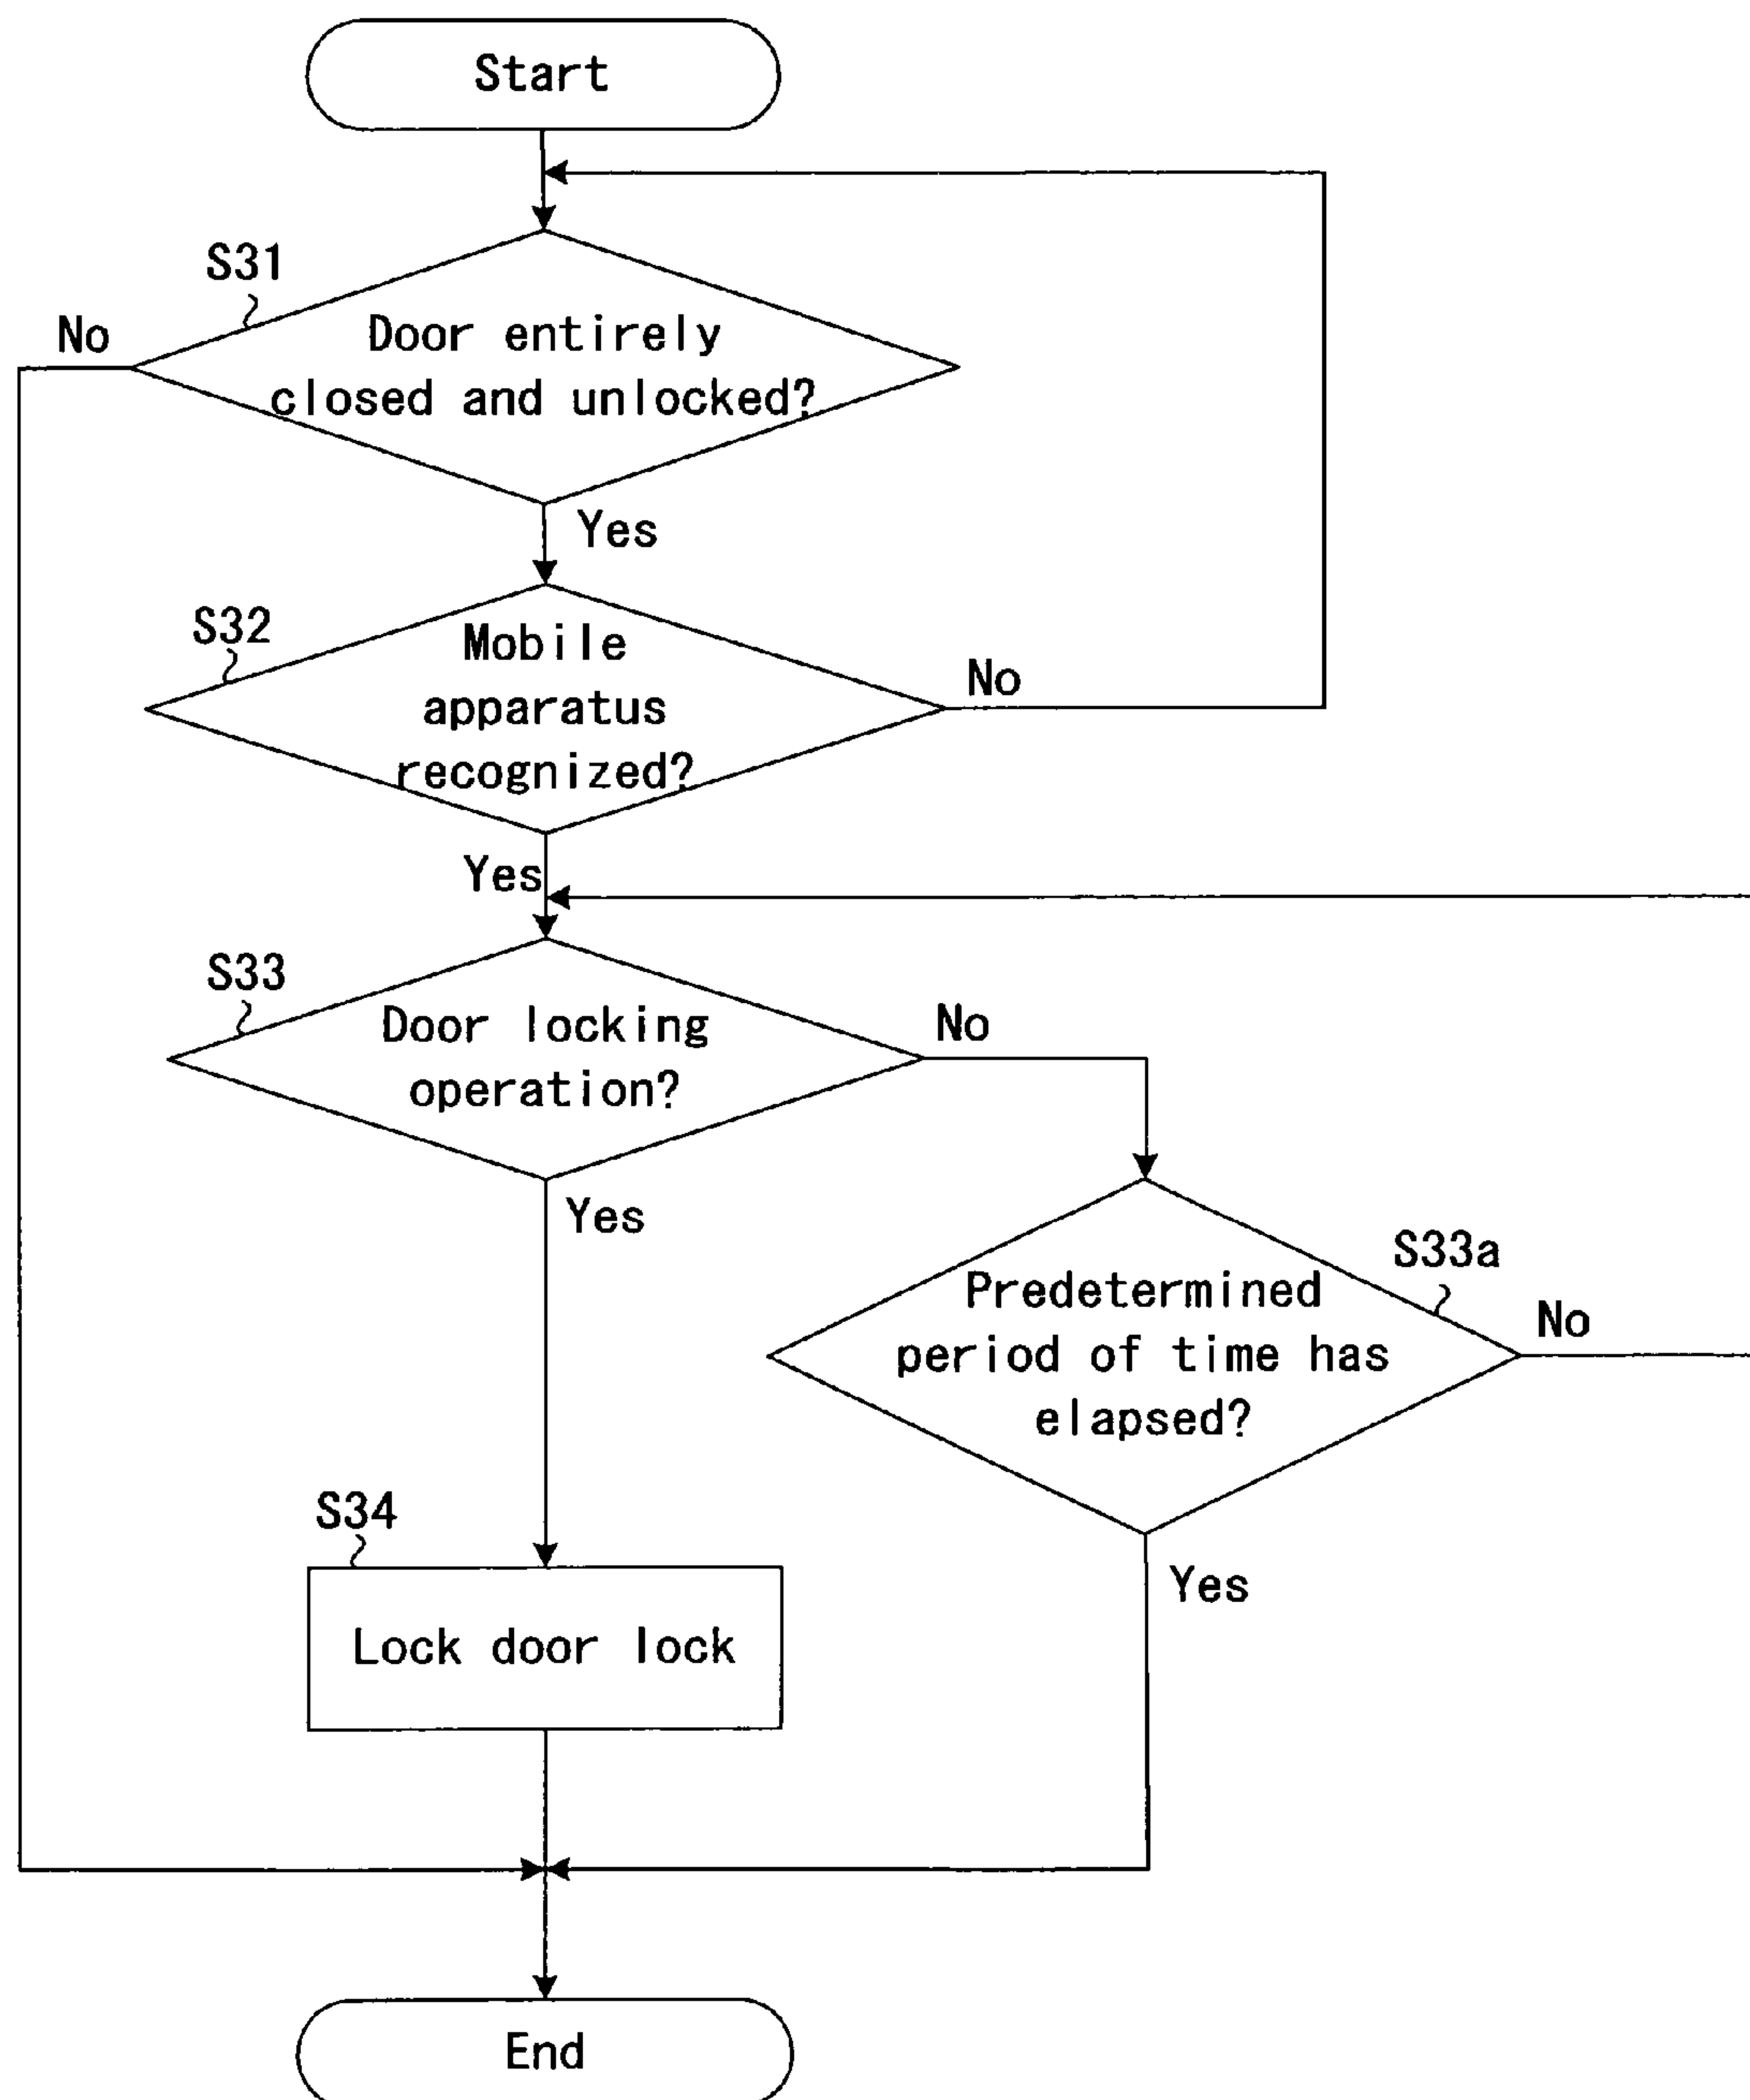 Start
S31
No
Door entirely
closed and unlocked?
Yes
S32
Mobile
apparatus
recognized?
No
Yes
S33
Door locking
operation?
No
Yes
S33a
Predetermined
period of time has
elapsed?
No
Yes
S34
Lock door lock
End